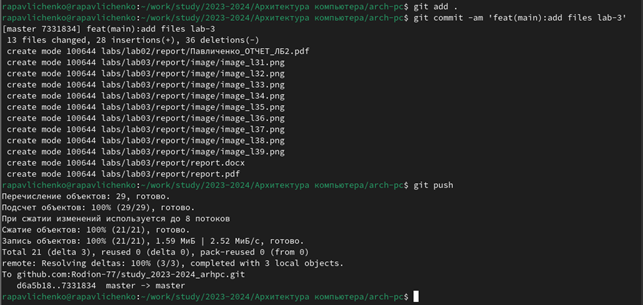 rapavlichenko@rapavlichenko:~/work/study/2023-2024/Архитектура компьютера/arch-pc$ git add .
rapavlichenko@rapavlichenko:~/work/study/2023-2024/Архитектура компьютера/arch-pc$ git commit -am 'feat(main):add files lab-3'
[master 7331834] feat(main):add files lab-3
13 files changed, 28 insertions(+), 36 deletions(-)
create mode 100644 labs/lab02/report/Павличенко_ОТЧЕТ_ЛБ2.pdf
create mode 100644 labs/lab03/report/image/image_l31.png
create mode 100644 labs/lab03/report/image/image_l32.png
create mode 100644 labs/lab03/report/image/image_l33.png
create mode 100644 labs/lab03/report/image/image_l34.png
create mode 100644 labs/lab03/report/image/image_l35.png
create mode 100644 labs/lab03/report/image/image_l36.png
create mode 100644 labs/lab03/report/image/image_l37.png
create mode 100644 labs/lab03/report/image/image_l38.png
create mode 100644 labs/lab03/report/image/image_l39.png
create mode 100644 labs/lab03/report/report.docx
create mode 100644 labs/lab03/report/report.pdf
rapavlichenko@rapavlichenko:~/work/study/2023-2024/Архитектура компьютера/arch-pc$ git push
Перечисление объектов: 29, готово.
Подсчет объектов: 100% (29/29), готово.
При сжатии изменений используется до 8 потоков
Сжатие объектов: 100% (21/21), готово.
Запись объектов: 100% (21/21), 1.59 МиБ | 2.52 МиБ/с, готово.
Total 21 (delta 3), reused 0 (delta 0), pack-reused 0 (from 0)
remote: Resolving deltas: 100% (3/3), completed with 3 local objects.
To github.com:Rodion-77/study_2023-2024_arhpc.git
d6a5b18..7331834 master -> master
rapavlichenko@rapavlichenko:~/work/study/2023-2024/Архитектура компьютера/arch-pc$